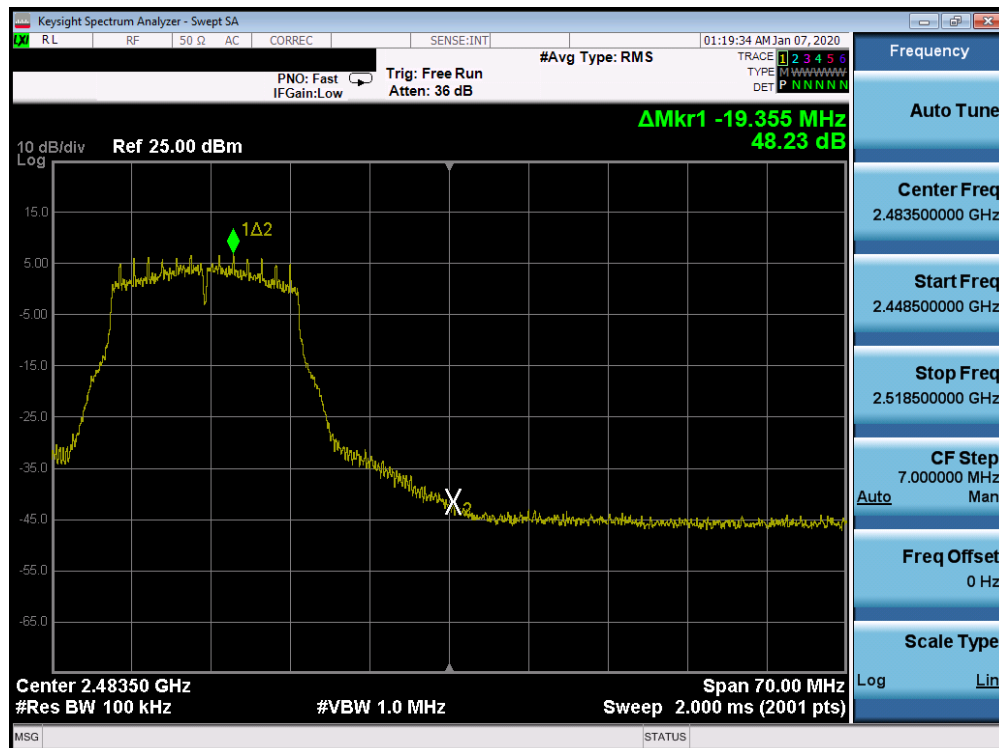 Keysight Spectrum Analyzer - Swept SA
LXI RL RF 50 Ω AC CORREC SENSE:INT 01:19:34 AM Jan 07, 2020
Frequency
PNO: Fast
IFGain:Low
Trig: Free Run
Atten: 36 dB
#Avg Type: RMS
TRACE 1 2 3 4 5 6
TYPE M WWWWW
DET P N N N N N
ΔMkr1 -19.355 MHz
48.23 dB
10 dB/div Ref 25.00 dBm
Log
15.0
5.00
-5.00
-15.0
-25.0
-35.0
-45.0
-55.0
-65.0
1Δ2
2
Center 2.48350 GHz Span 70.00 MHz
#Res BW 100 kHz #VBW 1.0 MHz Sweep 2.000 ms (2001 pts)
MSG STATUS
Auto Tune
Center Freq
2.483500000 GHz
Start Freq
2.448500000 GHz
Stop Freq
2.518500000 GHz
CF Step
7.000000 MHz
Auto Man
Freq Offset
0 Hz
Scale Type
Log Lin